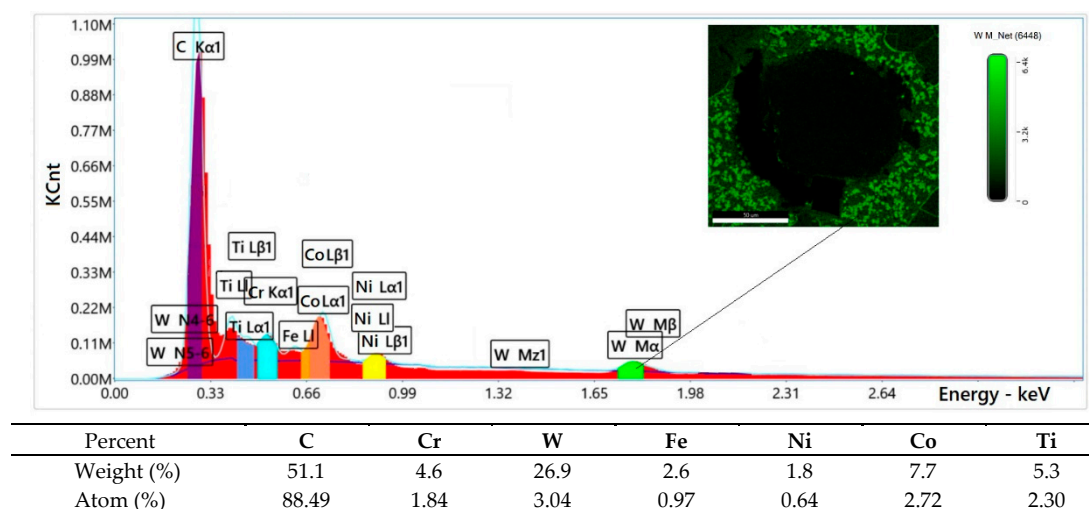 1.10M
W M_Net (6448)
C Kα1
0.99M
6.4k
0.88M
0.77M
3.2k
0.66M
KCnt
0.55M
0
50 um
0.44M
Ti Lβ1
CoLβ1
0.33M
Ti Ll
Cr Kα1
Ni Lα1
CoLα1
0.22M
W N4-6
Ti Lα1
Ni Ll
W Mβ
Fe Ll
Ni Lβ1
0.11M
W N5-6
W Mz1
W Mα
0.00M
0.00 0.33 0.66 0.99 1.32 1.65 1.98 2.31 2.64 Energy - keV
Percent C Cr W Fe Ni Co Ti
Weight (%) 51.1 4.6 26.9 2.6 1.8 7.7 5.3
Atom (%) 88.49 1.84 3.04 0.97 0.64 2.72 2.30